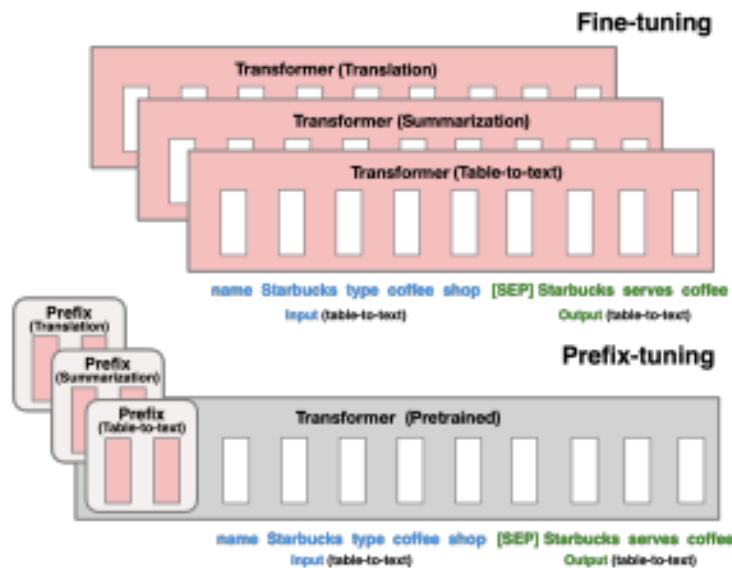 Fine-tuning
Transformer (Translation)
Transformer (Summarization)
Transformer (Table-to-text)
name Starbucks type coffee shop [SEP] Starbucks serves coffee
Input (table-to-text) Output (table-to-text)
Prefix
(Translation)
Prefix-tuning
Prefix
(Summarization)
Prefix
(Table-to-text)
Transformer (Pretrained)
name Starbucks type coffee shop [SEP] Starbucks serves coffee
Input (table-to-text) Output (table-to-text)